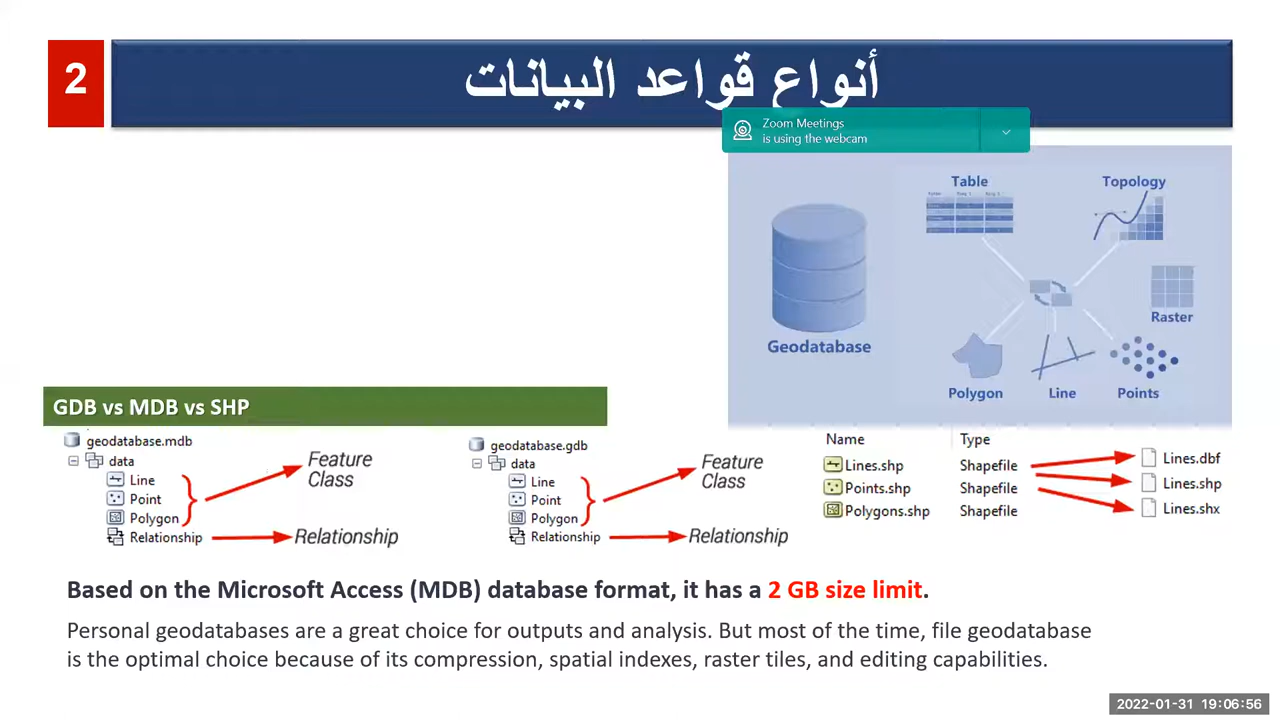 2
أنواع قواعد البيانات
Zoom Meetings
is using the webcam
Table
Topology
Geodatabase
Raster
Polygon
Line
Points
GDB vs MDB vs SHP
geodatabase.mdb
data
Line
Point
Polygon
Relationship
Feature
Class
Relationship
geodatabase.gdb
data
Line
Point
Polygon
Relationship
Feature
Class
Relationship
Name Type
Lines.shp Shapefile
Points.shp Shapefile
Polygons.shp Shapefile
Lines.dbf
Lines.shp
Lines.shx
Based on the Microsoft Access (MDB) database format, it has a 2 GB size limit.
Personal geodatabases are a great choice for outputs and analysis. But most of the time, file geodatabase
is the optimal choice because of its compression, spatial indexes, raster tiles, and editing capabilities.
2022-01-31 19:06:56